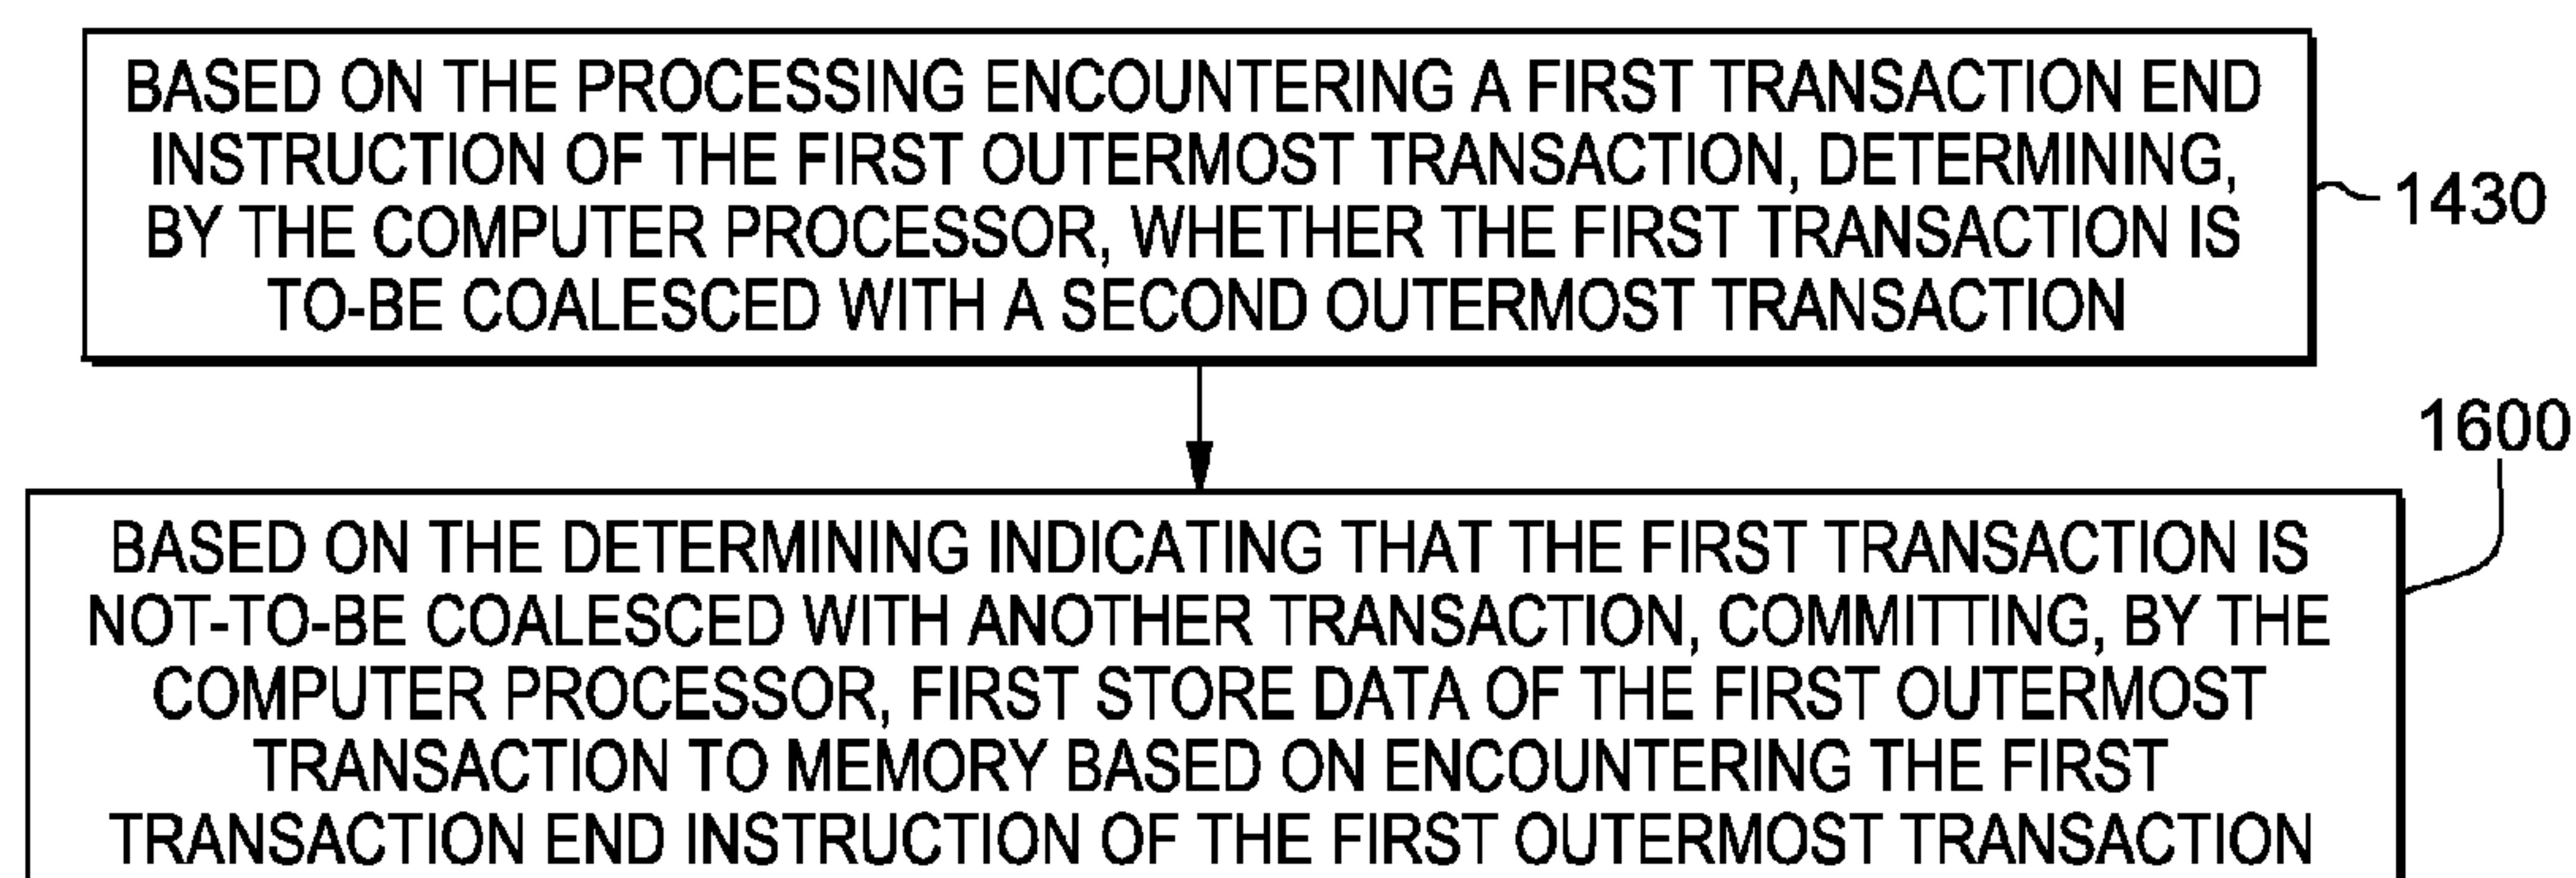 BASED ON THE PROCESSING ENCOUNTERING A FIRST TRANSACTION END
INSTRUCTION OF THE FIRST OUTERMOST TRANSACTION, DETERMINING,
BY THE COMPUTER PROCESSOR, WHETHER THE FIRST TRANSACTION IS
TO-BE COALESCED WITH A SECOND OUTERMOST TRANSACTION
1430
1600
BASED ON THE DETERMINING INDICATING THAT THE FIRST TRANSACTION IS
NOT-TO-BE COALESCED WITH ANOTHER TRANSACTION, COMMITTING, BY THE
COMPUTER PROCESSOR, FIRST STORE DATA OF THE FIRST OUTERMOST
TRANSACTION TO MEMORY BASED ON ENCOUNTERING THE FIRST
TRANSACTION END INSTRUCTION OF THE FIRST OUTERMOST TRANSACTION